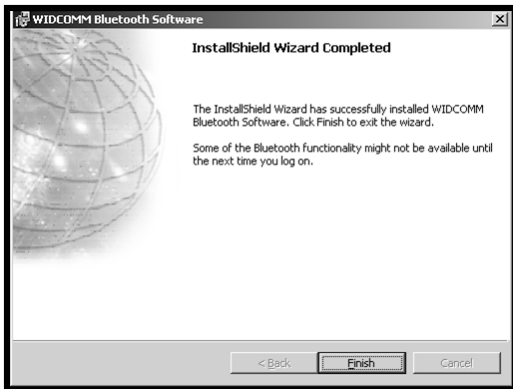 WIDCOMM Bluetooth Software
InstallShield Wizard Completed
The InstallShield Wizard has successfully installed WIDCOMM
Bluetooth Software. Click Finish to exit the wizard.
Some of the Bluetooth functionality might not be available until
the next time you log on.
< Back
Finish
Cancel